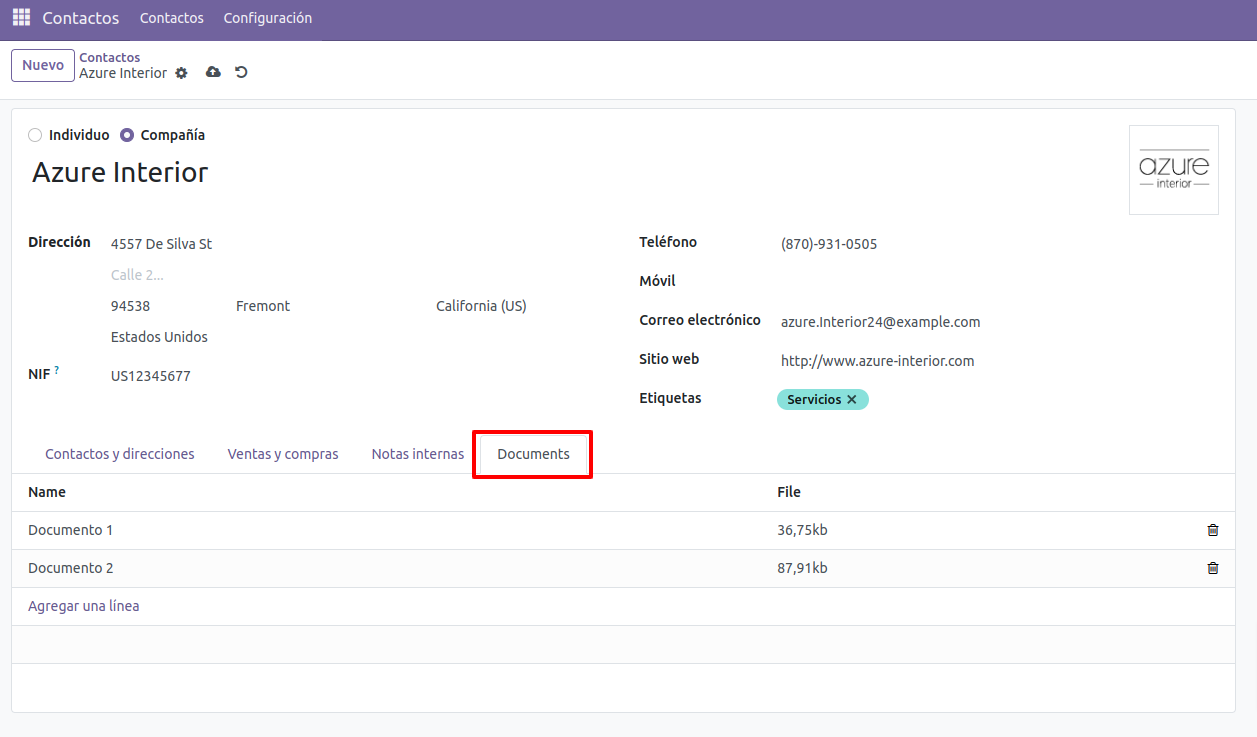 Contactos Contactos Configuración
Nuevo Contactos
Azure Interior
Individuo Compañía
Azure Interior
azure
interior
Dirección 4557 De Silva St Teléfono (870)-931-0505
Calle 2... Móvil
94538 Fremont California (US) Correo electrónico azure.Interior24@example.com
Estados Unidos Sitio web http://www.azure-interior.com
NIF ? US12345677 Etiquetas Servicios ✕
Contactos y direcciones Ventas y compras Notas internas Documents
Name File
Documento 1 36,75kb
Documento 2 87,91kb
Agregar una línea